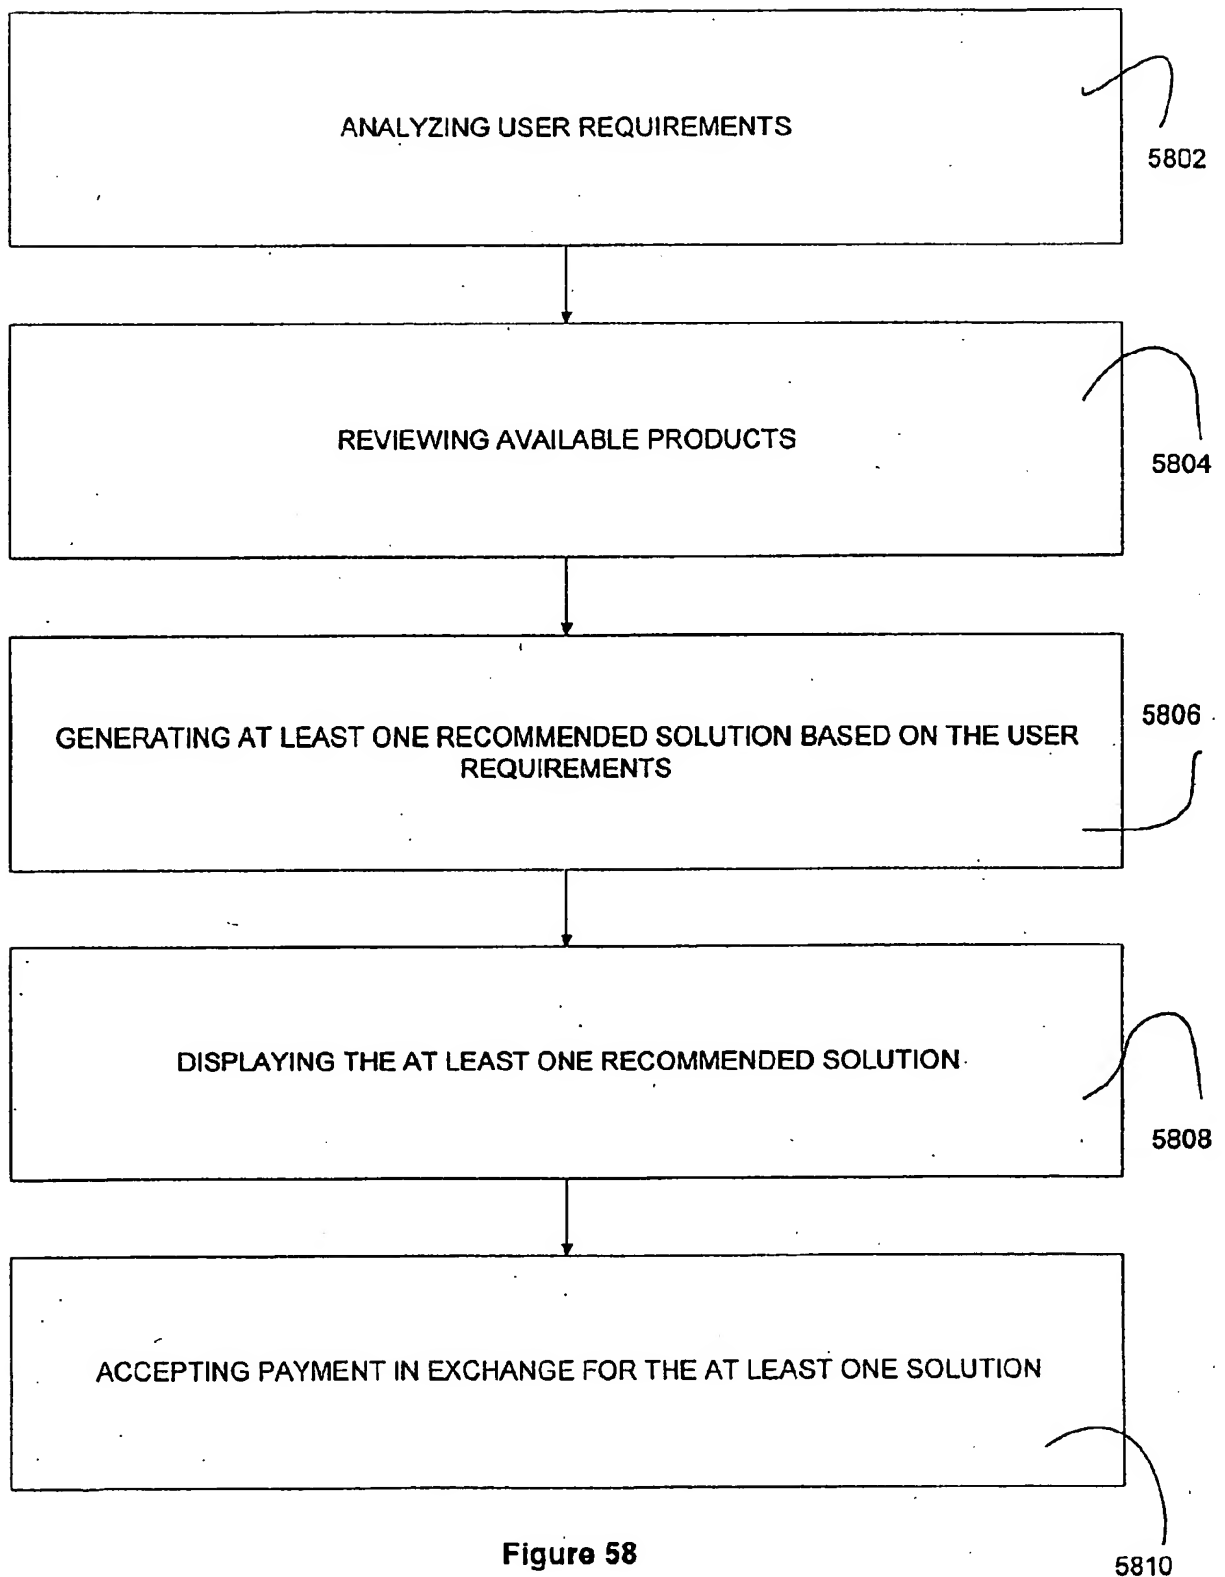 ANALYZING USER REQUIREMENTS
5802
REVIEWING AVAILABLE PRODUCTS
5804
GENERATING AT LEAST ONE RECOMMENDED SOLUTION BASED ON THE USER
REQUIREMENTS
5806
DISPLAYING THE AT LEAST ONE RECOMMENDED SOLUTION
5808
ACCEPTING PAYMENT IN EXCHANGE FOR THE AT LEAST ONE SOLUTION
5810
Figure 58